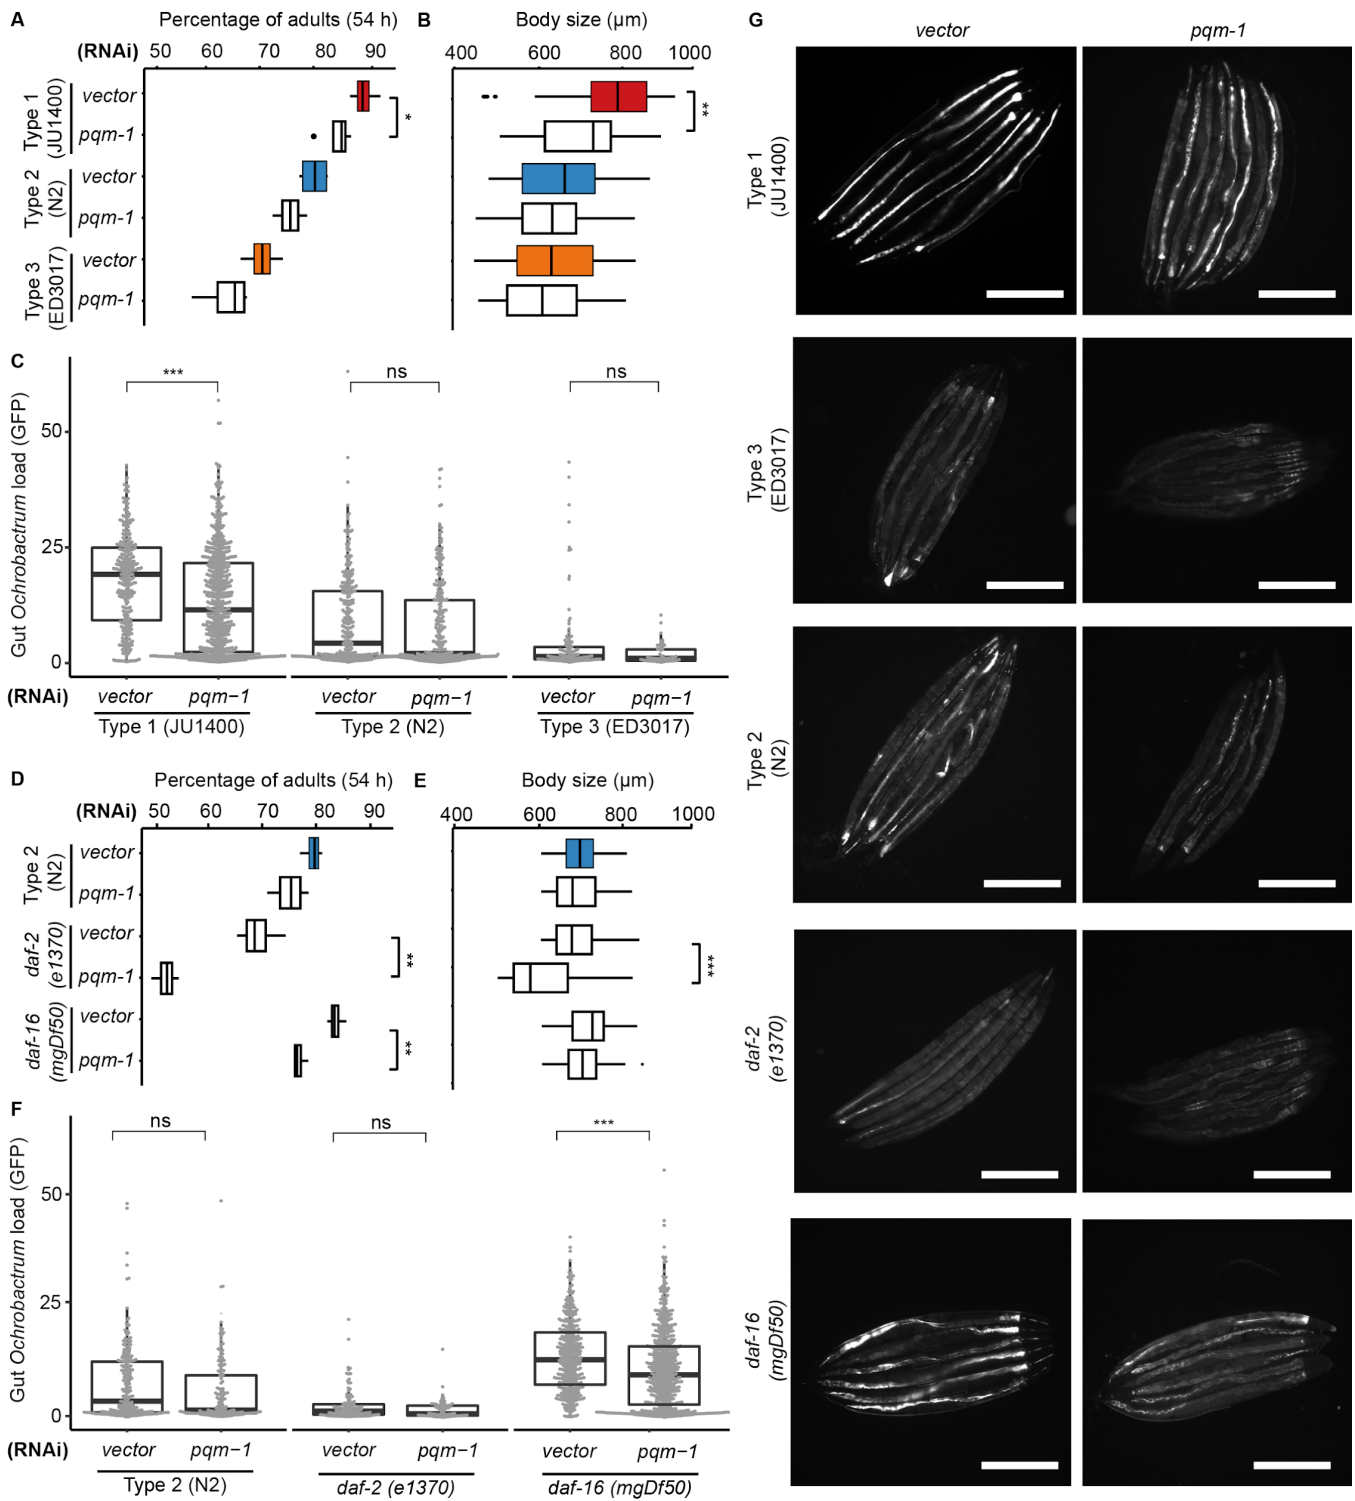 A
Percentage of adults (54 h)
(RNAi)
50 60 70 80 90
Type 1
(JU1400)
vector
pqm-1
*
Type 2
(N2)
vector
pqm-1
Type 3
(ED3017)
vector
pqm-1
B
Body size (µm)
400 600 800 1000
**
C
Gut Ochrobactrum load (GFP)
50
25
0
***
ns
ns
(RNAi)
vector pqm−1 vector pqm−1 vector pqm−1
Type 1 (JU1400) Type 2 (N2) Type 3 (ED3017)
D
Percentage of adults (54 h)
(RNAi)
50 60 70 80 90
Type 2
(N2)
vector
pqm-1
daf-2
(e1370)
vector
pqm-1
**
daf-16
(mgDf50)
vector
pqm-1
**
E
Body size (µm)
400 600 800 1000
***
F
Gut Ochrobactrum load (GFP)
50
25
0
ns
ns
***
(RNAi)
vector pqm−1 vector pqm−1 vector pqm−1
Type 2 (N2) daf-2 (e1370) daf-16 (mgDf50)
G
vector pqm-1
Type 1
(JU1400)
Type 3
(ED3017)
Type 2
(N2)
daf-2
(e1370)
daf-16
(mgDf50)